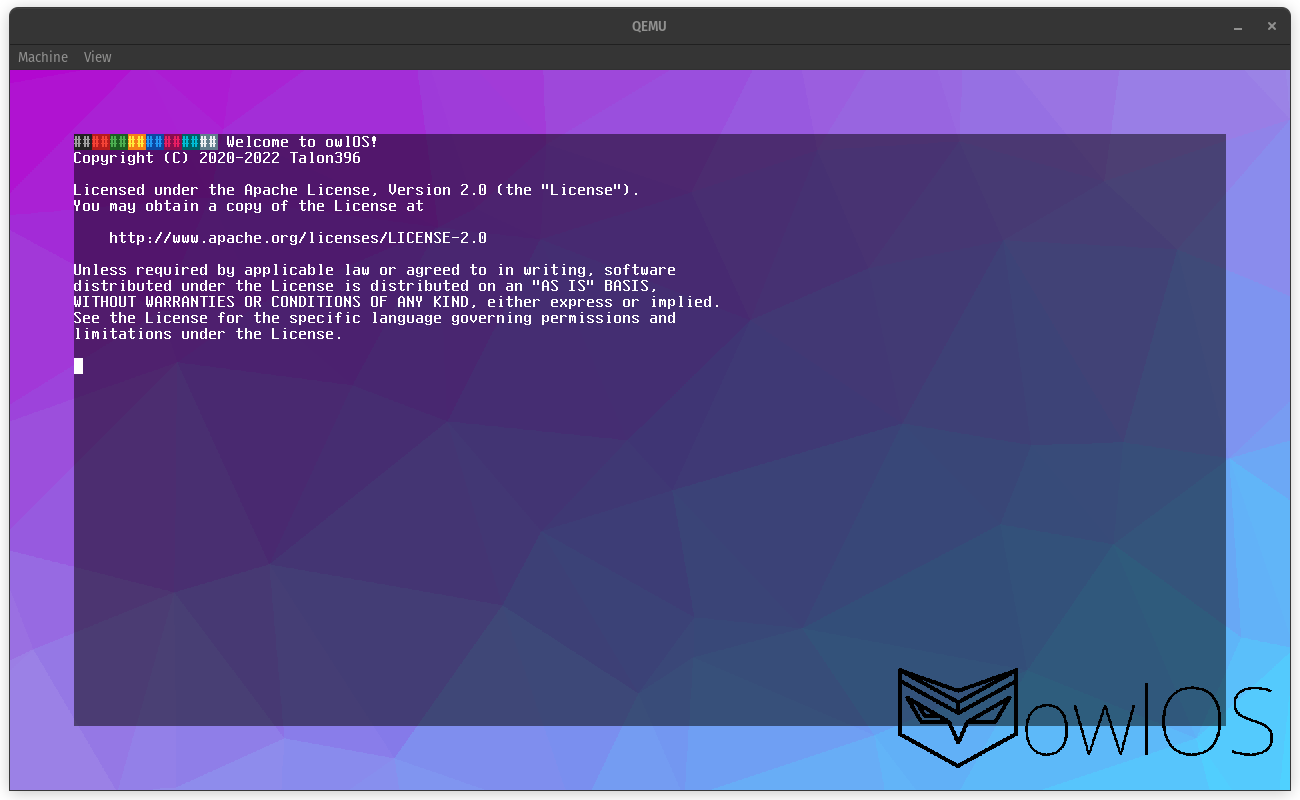 QEMU
Machine View
################ Welcome to owlOS!
Copyright (C) 2020-2022 Talon396
Licensed under the Apache License, Version 2.0 (the "License").
You may obtain a copy of the License at
http://www.apache.org/licenses/LICENSE-2.0
Unless required by applicable law or agreed to in writing, software
distributed under the License is distributed on an "AS IS" BASIS,
WITHOUT WARRANTIES OR CONDITIONS OF ANY KIND, either express or implied.
See the License for the specific language governing permissions and
limitations under the License.
owlOS